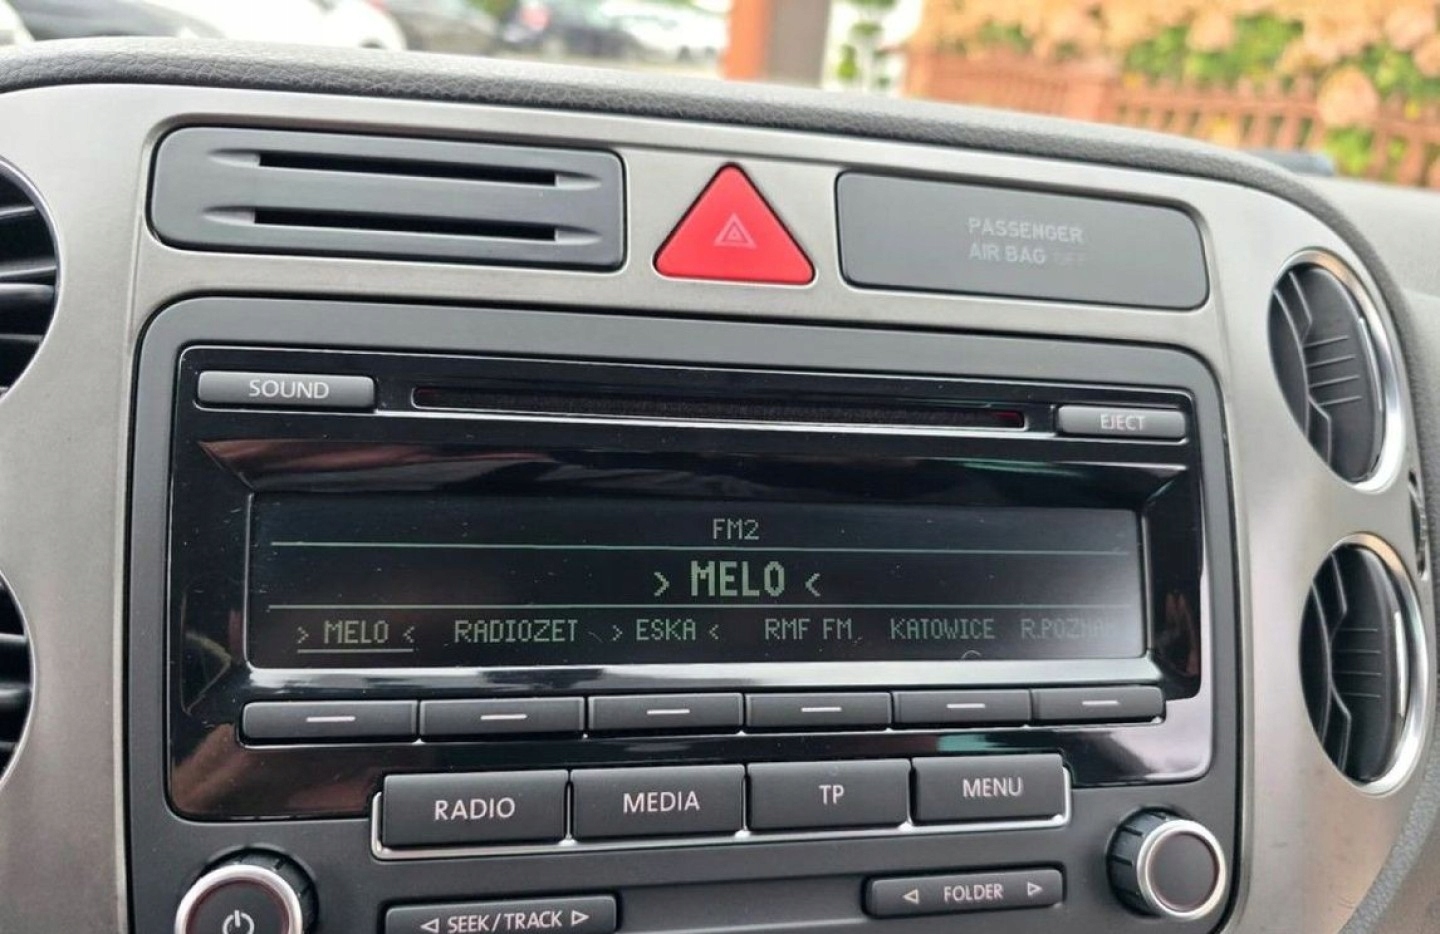 PASSENGER
AIR BAG OFF
SOUND
EJECT
FM2
> MELO <
> MELO < RADIOZET > ESKA < RMF FM KATOWICE
RADIO MEDIA TP MENU
◁ SEEK/TRACK ▷ ◁ FOLDER ▷